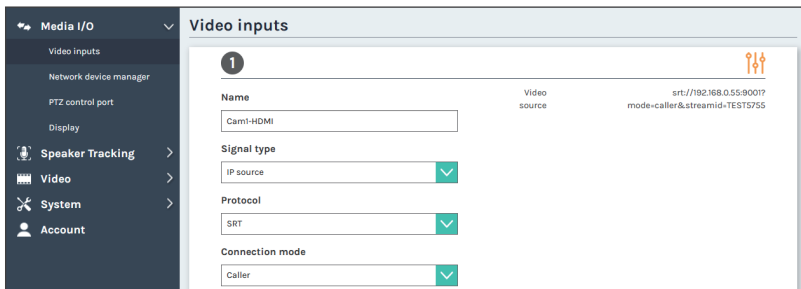 Media I/O
Video inputs
Network device manager
PTZ control port
Display
Speaker Tracking
Video
System
Account
Video inputs
1
Name
Cam1-HDMI
Signal type
IP source
Protocol
SRT
Connection mode
Caller
Video
source
srt://192.168.0.55:9001?
mode=caller&streamid=TEST5755